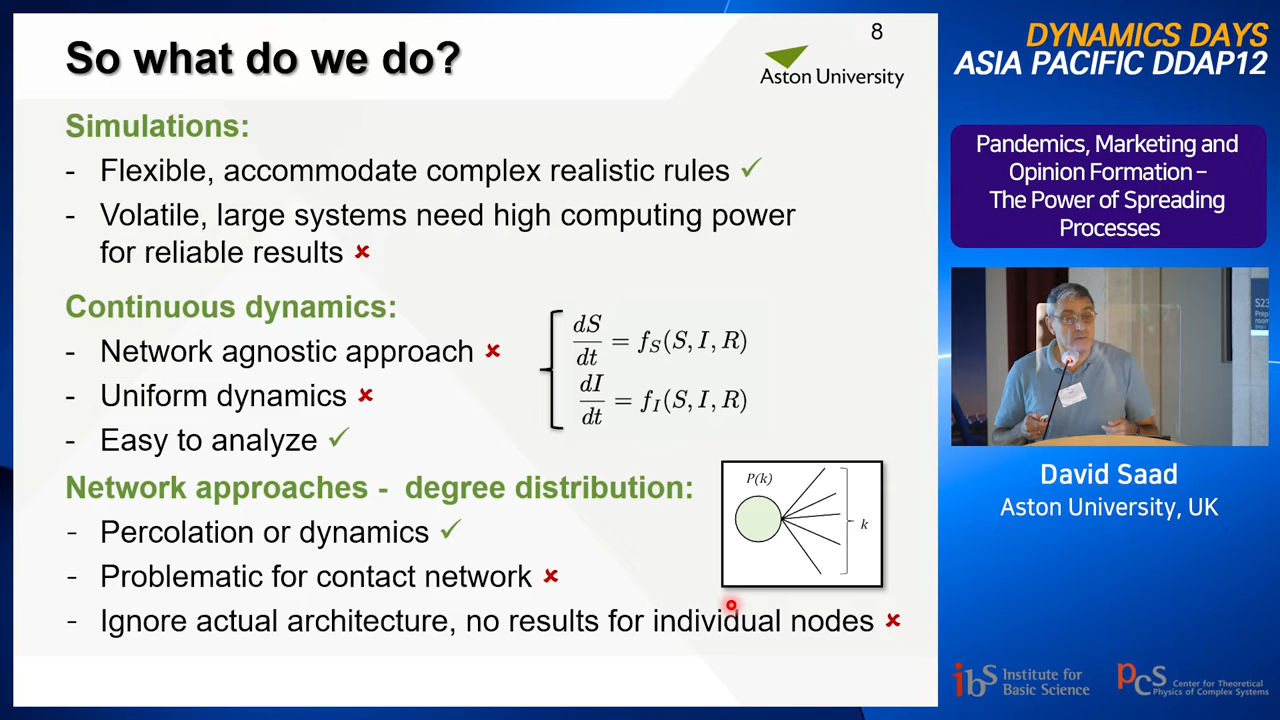 So what do we do?
8
Aston University
Simulations:
- Flexible, accommodate complex realistic rules ✓
- Volatile, large systems need high computing power
for reliable results ✗
Continuous dynamics:
- Network agnostic approach ✗
- Uniform dynamics ✗
- Easy to analyze ✓
dS/dt = f_S(S, I, R)
dI/dt = f_I(S, I, R)
Network approaches - degree distribution:
- Percolation or dynamics ✓
- Problematic for contact network ✗
- Ignore actual architecture, no results for individual nodes ✗
P(k)
k
DYNAMICS DAYS
ASIA PACIFIC DDAP12
Pandemics, Marketing and
Opinion Formation –
The Power of Spreading
Processes
S23
David Saad
Aston University, UK
ibS Institute for
Basic Science
PCS Center for Theoretical
Physics of Complex Systems